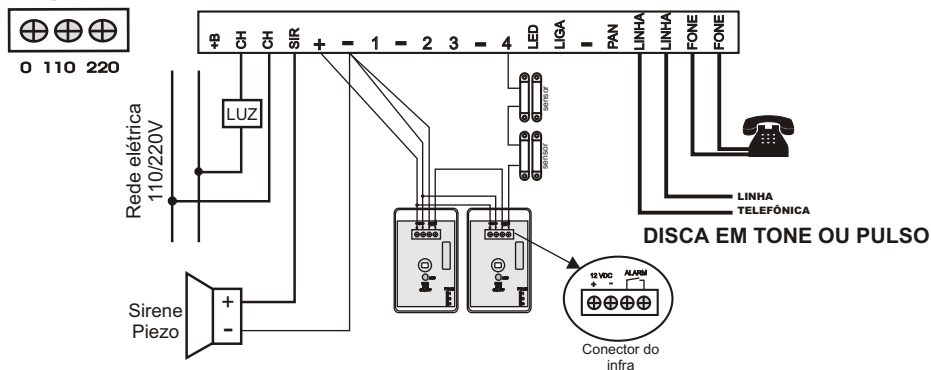 0 110 220
+B CH CH SIR + - 1 - 2 3 - 4 LED LIGA - PAN LINHA LINHA FONE FONE
Rede elétrica
110/220V
LUZ
sensor
sensor
LINHA
TELEFÔNICA
DISCA EM TONE OU PULSO
Sirene
Piezo
+
-
12 VDC ALARM
+ -
Conector do
infra